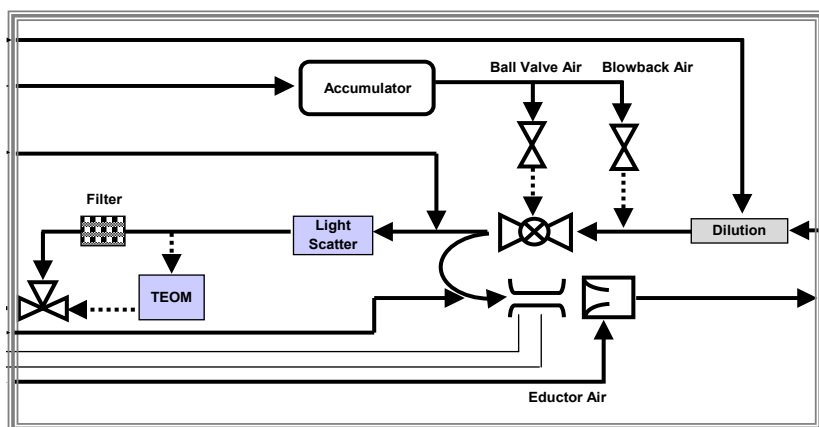 Ball Valve Air
Blowback Air
Accumulator
Filter
Light
Scatter
Dilution
TEOM
Eductor Air